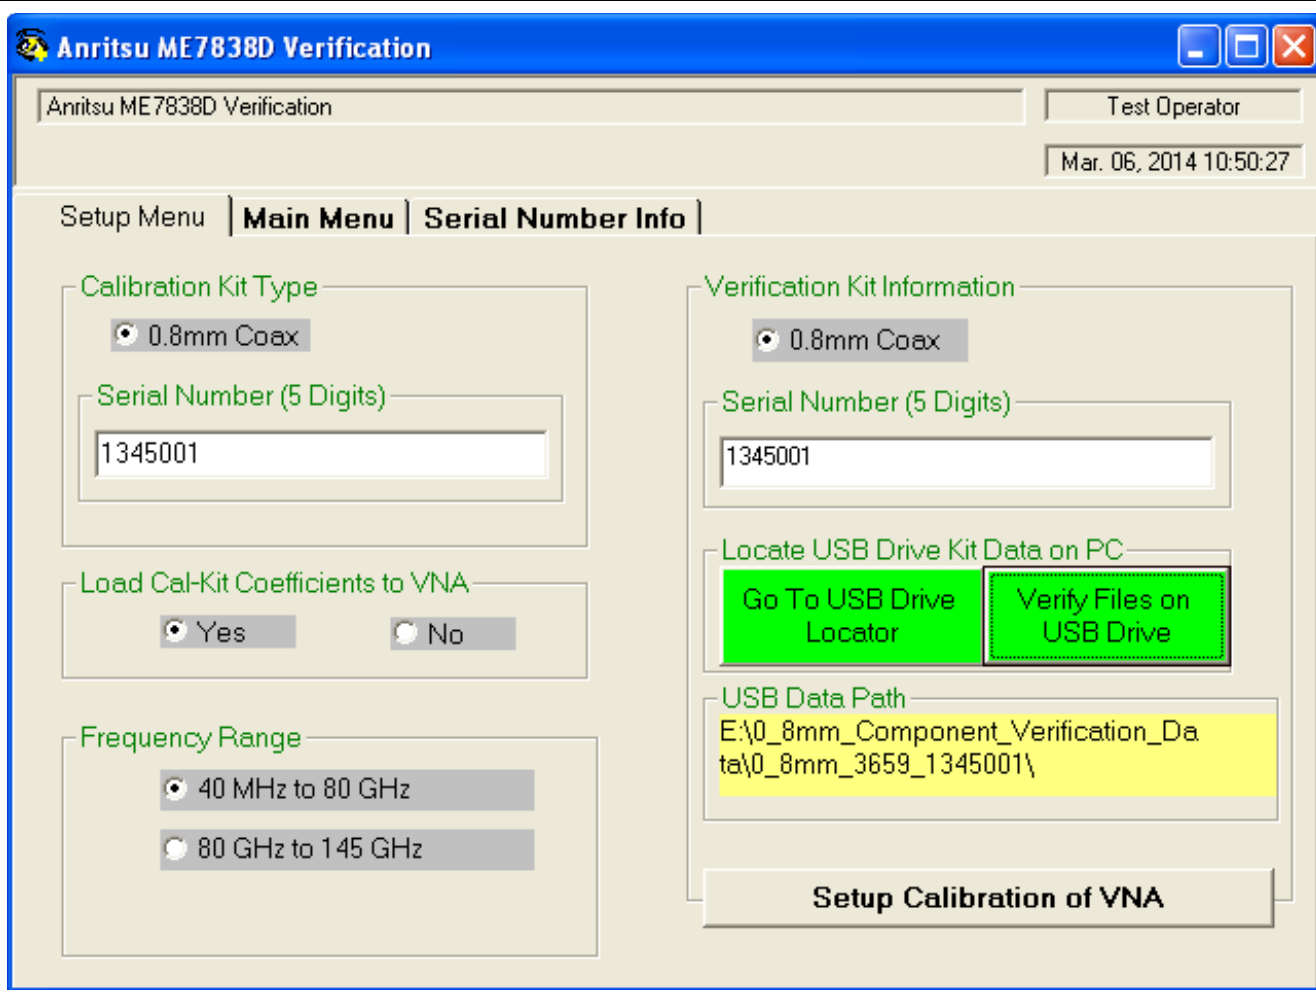 Anritsu ME7838D Verification
Anritsu ME7838D Verification
Test Operator
Mar. 06, 2014 10:50:27
Setup Menu
Main Menu
Serial Number Info
Calibration Kit Type
0.8mm Coax
Serial Number (5 Digits)
1345001
Load Cal-Kit Coefficients to VNA
Yes
No
Frequency Range
40 MHz to 80 GHz
80 GHz to 145 GHz
Verification Kit Information
0.8mm Coax
Serial Number (5 Digits)
1345001
Locate USB Drive Kit Data on PC
Go To USB Drive
Locator
Verify Files on
USB Drive
USB Data Path
E:\0_8mm_Component_Verification_Da
ta\0_8mm_3659_1345001\
Setup Calibration of VNA